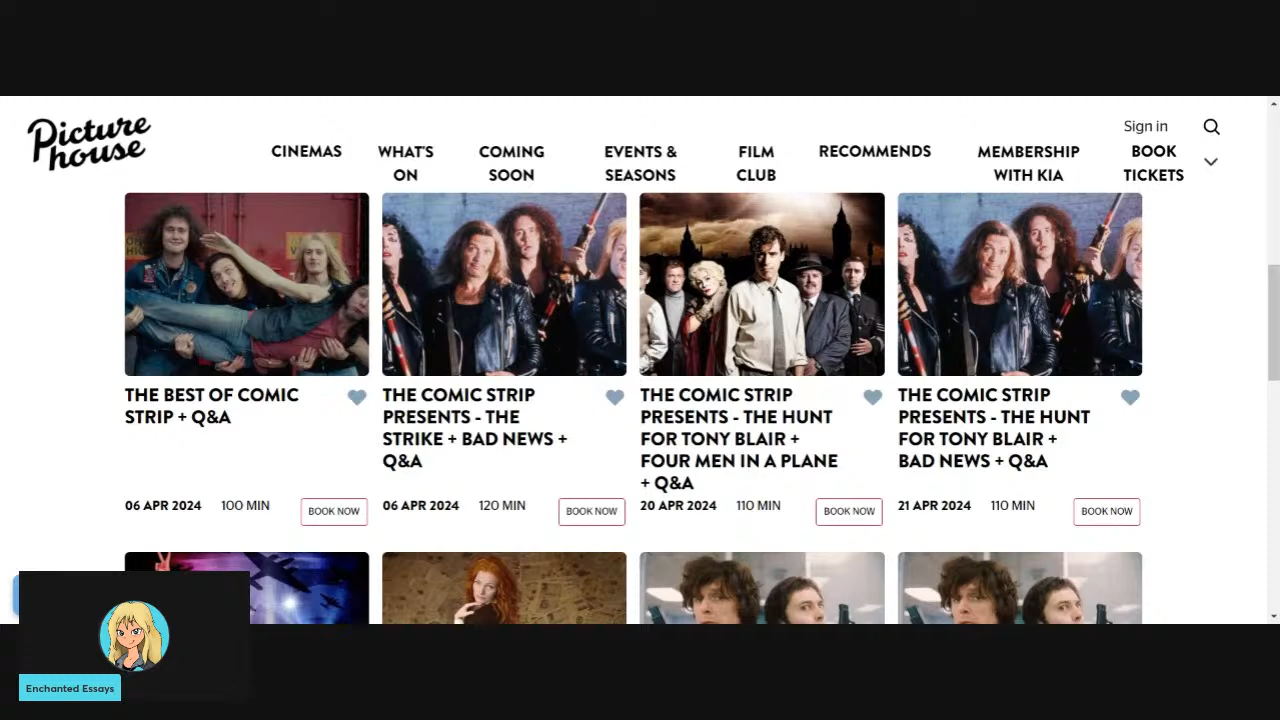 Picture
house
Sign in
CINEMAS
WHAT'S
ON
COMING
SOON
EVENTS &
SEASONS
FILM
CLUB
RECOMMENDS
MEMBERSHIP
WITH KIA
BOOK
TICKETS
THE BEST OF COMIC
STRIP + Q&A
06 APR 2024 100 MIN BOOK NOW
THE COMIC STRIP
PRESENTS - THE
STRIKE + BAD NEWS +
Q&A
06 APR 2024 120 MIN BOOK NOW
THE COMIC STRIP
PRESENTS - THE HUNT
FOR TONY BLAIR +
FOUR MEN IN A PLANE
+ Q&A
20 APR 2024 110 MIN BOOK NOW
THE COMIC STRIP
PRESENTS - THE HUNT
FOR TONY BLAIR +
BAD NEWS + Q&A
21 APR 2024 110 MIN BOOK NOW
Enchanted Essays